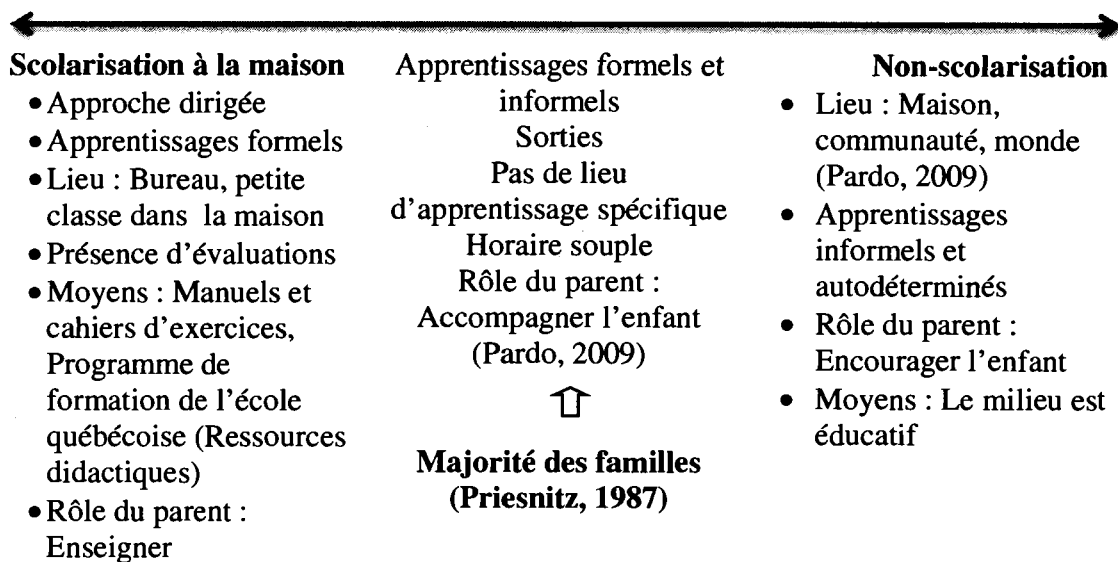 Scolarisation à la maison
• Approche dirigée
• Apprentissages formels
• Lieu : Bureau, petite
classe dans la maison
• Présence d'évaluations
• Moyens : Manuels et
cahiers d'exercices,
Programme de
formation de l'école
québécoise (Ressources
didactiques)
• Rôle du parent :
Enseigner
Apprentissages formels et
informels
Sorties
Pas de lieu
d'apprentissage spécifique
Horaire souple
Rôle du parent :
Accompagner l'enfant
(Pardo, 2009)
Majorité des familles
(Priesnitz, 1987)
Non-scolarisation
• Lieu : Maison,
communauté, monde
(Pardo, 2009)
• Apprentissages
informels et
autodéterminés
• Rôle du parent :
Encourager l'enfant
• Moyens : Le milieu est
éducatif